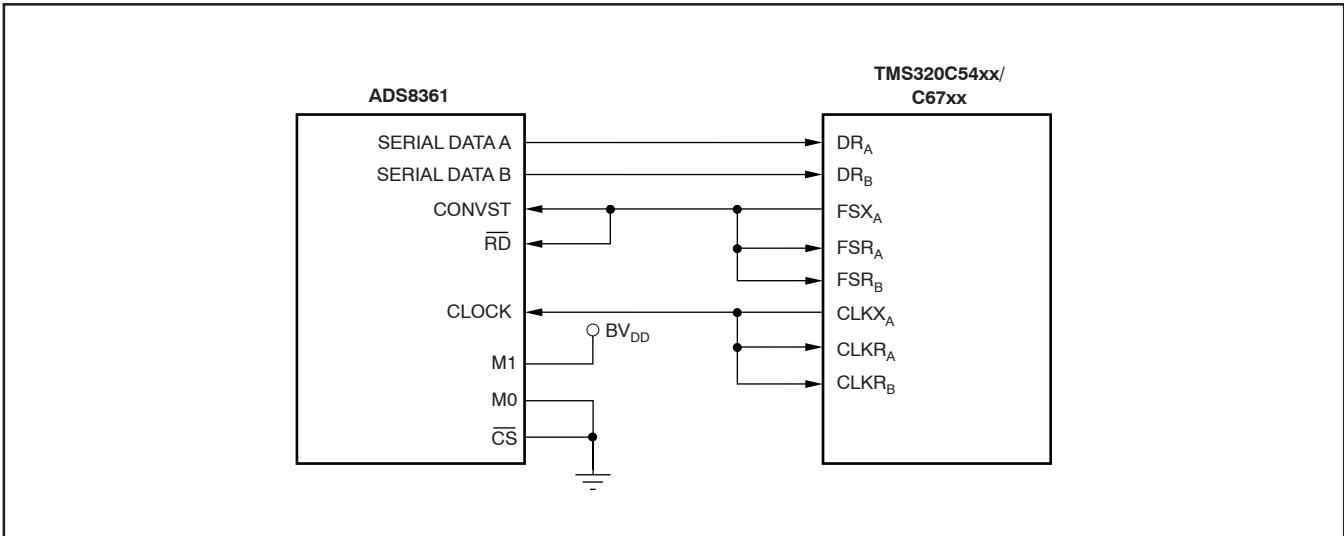 ADS8361
TMS320C54xx/
C67xx
SERIAL DATA A
SERIAL DATA B
CONVST
RD
CLOCK
M1
M0
CS
BVDD
DRA
DRB
FSXA
FSRA
FSRB
CLKXA
CLKRA
CLKRB